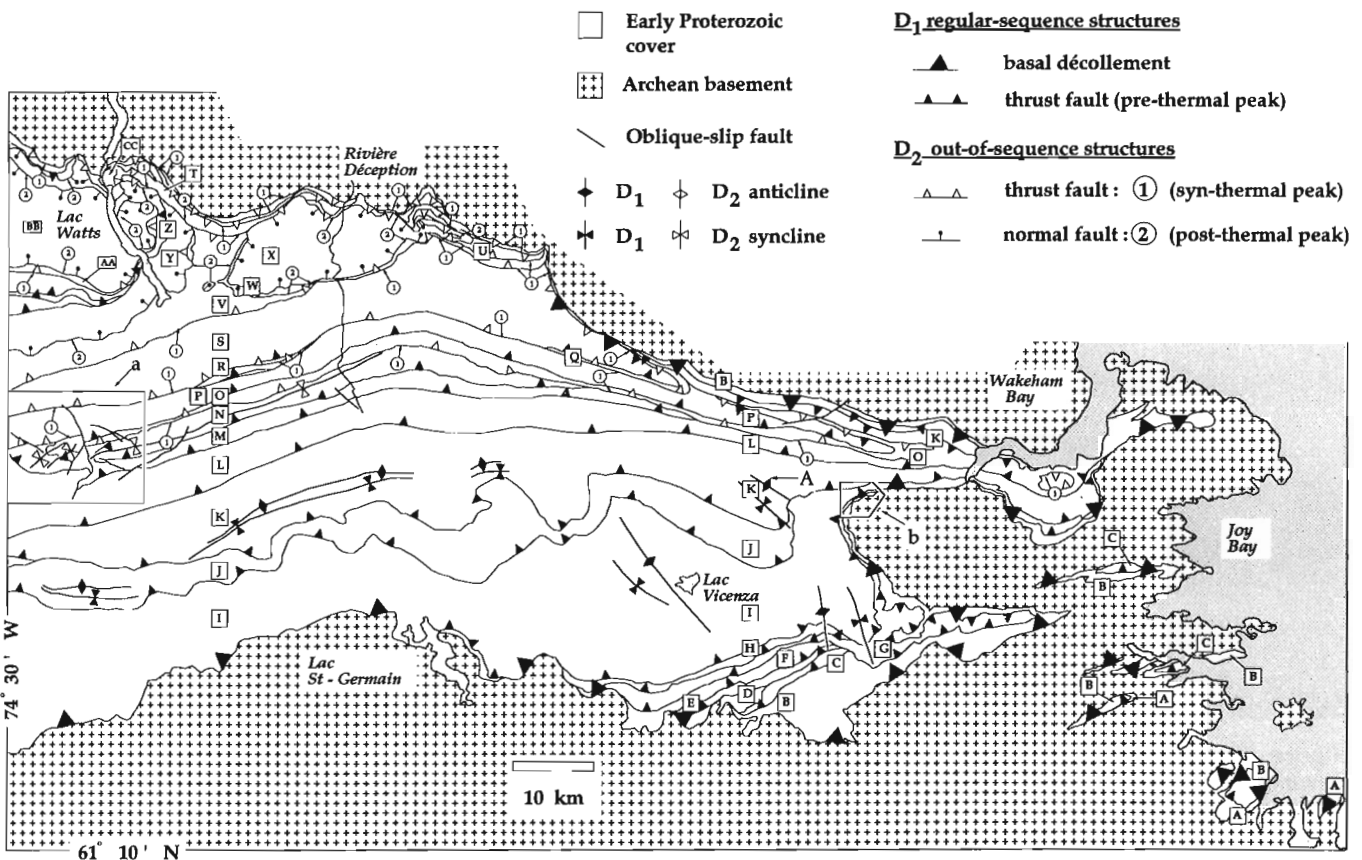 Early Proterozoic
cover
Archean basement
Oblique-slip fault
D1 D2 anticline
D1 D2 syncline
D1 regular-sequence structures
basal décollement
thrust fault (pre-thermal peak)
D2 out-of-sequence structures
thrust fault : 1 (syn-thermal peak)
normal fault : 2 (post-thermal peak)
Rivière
Déception
CC
T
Lac
Watts
BB
Z
Y
X
AA
W
U
V
S
a
R
P
O
N
M
L
K
J
I
Q
B
P
L
K
O
K
A
J
I
H
F
C
G
E
D
B
b
Wakeham
Bay
V
Joy
Bay
C
B
C
B
B
A
B
A
A
Lac
Vicenza
Lac
St - Germain
10 km
74° 30 ' W
61° 10 ' N